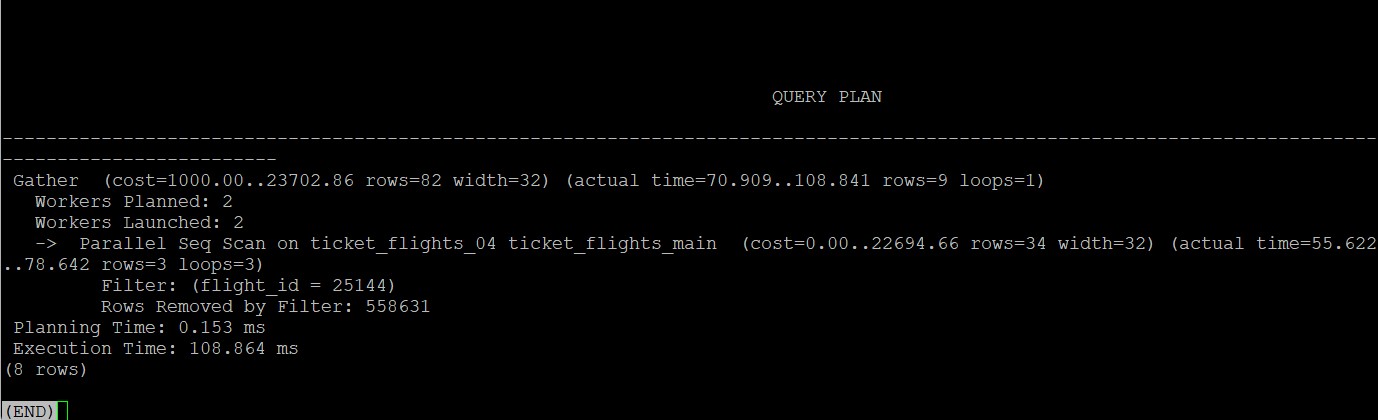 QUERY PLAN
-----------------------------------------------------------------------------------------------------------------------------
-------------------------
Gather  (cost=1000.00..23702.86 rows=82 width=32) (actual time=70.909..108.841 rows=9 loops=1)
  Workers Planned: 2
  Workers Launched: 2
  ->  Parallel Seq Scan on ticket_flights_04 ticket_flights_main  (cost=0.00..22694.66 rows=34 width=32) (actual time=55.622
..78.642 rows=3 loops=3)
        Filter: (flight_id = 25144)
        Rows Removed by Filter: 558631
Planning Time: 0.153 ms
Execution Time: 108.864 ms
(8 rows)
(END)